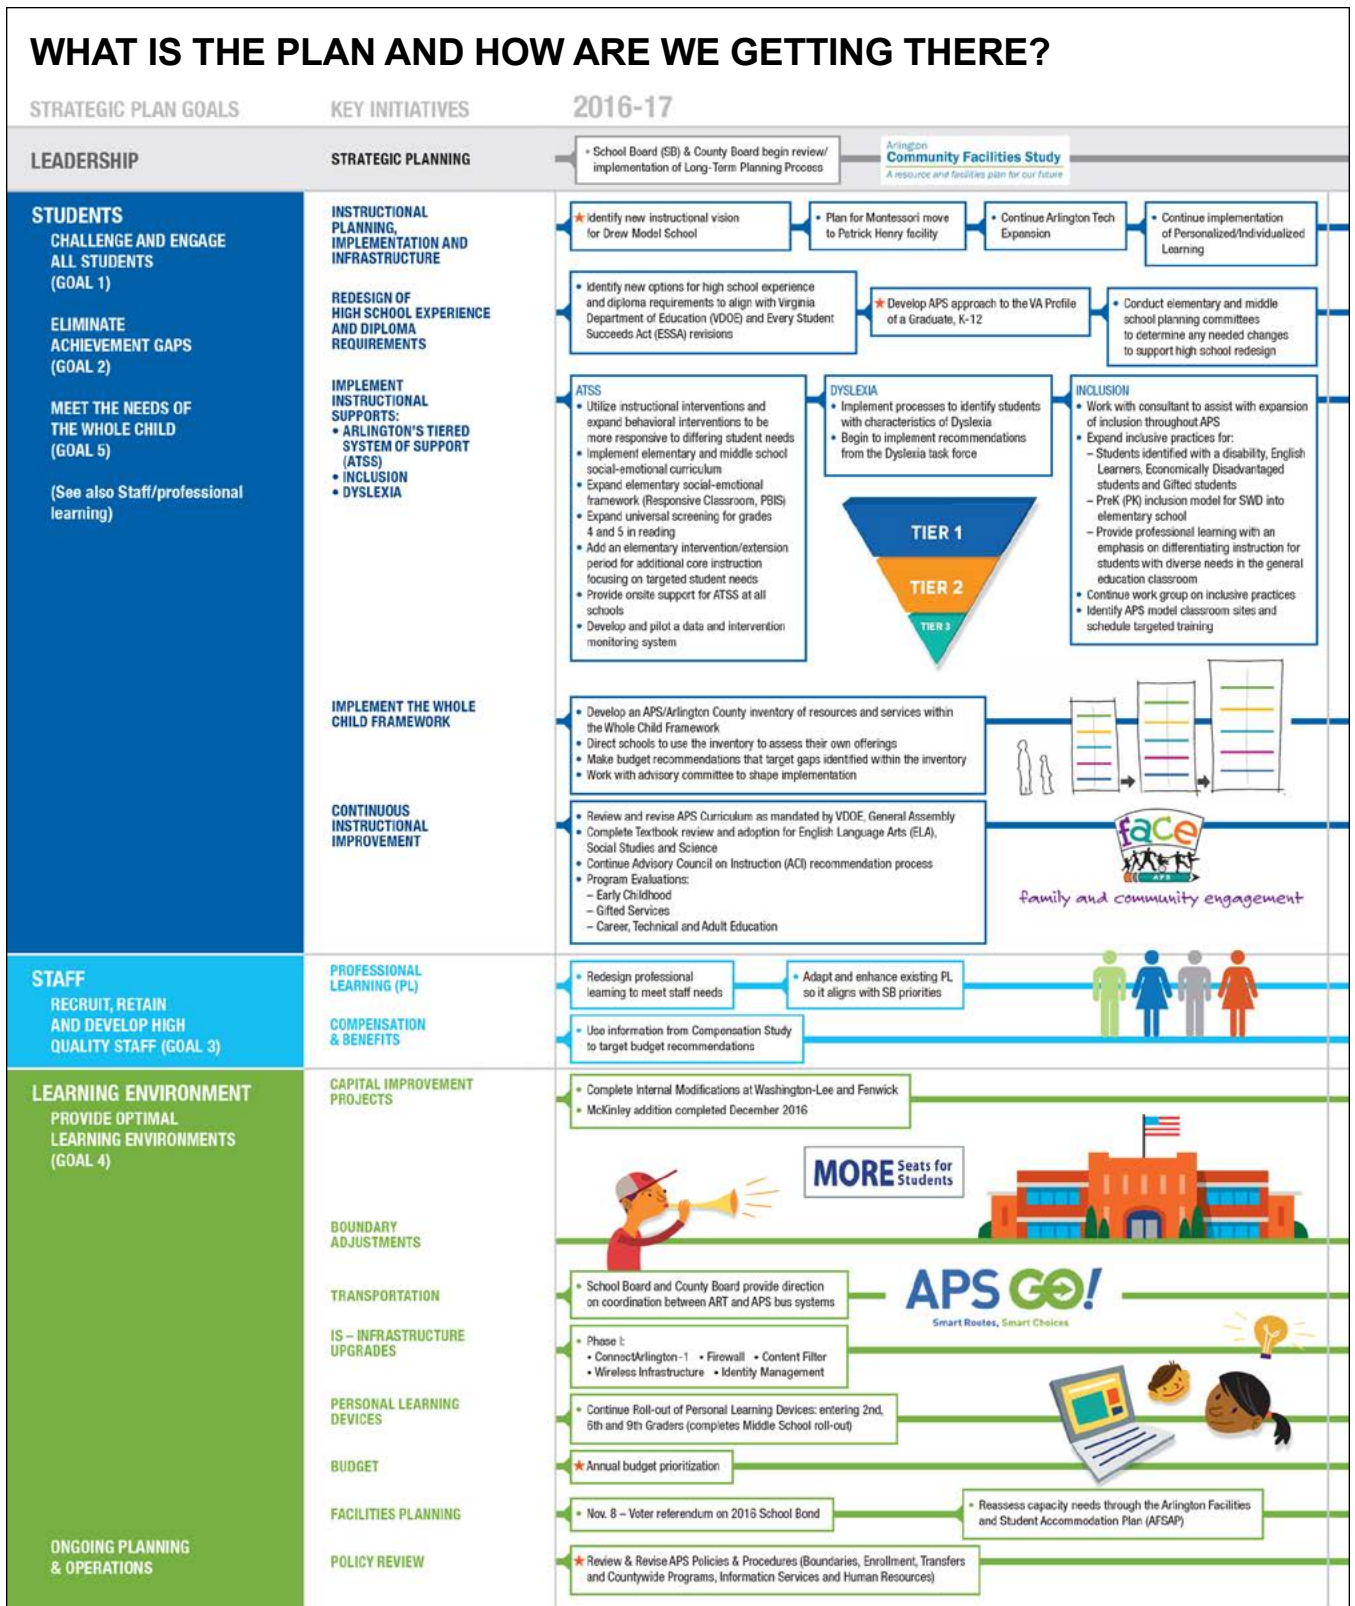 WHAT IS THE PLAN AND HOW ARE WE GETTING THERE?
STRATEGIC PLAN GOALS
KEY INITIATIVES
2016-17
LEADERSHIP
STRATEGIC PLANNING
• School Board (SB) & County Board begin review/
implementation of Long-Term Planning Process
Arlington
Community Facilities Study
A resource and facilities plan for our future
STUDENTS
CHALLENGE AND ENGAGE
ALL STUDENTS
(GOAL 1)
ELIMINATE
ACHIEVEMENT GAPS
(GOAL 2)
MEET THE NEEDS OF
THE WHOLE CHILD
(GOAL 5)
(See also Staff/professional
learning)
INSTRUCTIONAL
PLANNING,
IMPLEMENTATION AND
INFRASTRUCTURE
★ Identify new instructional vision
for Drew Model School
• Plan for Montessori move
to Patrick Henry facility
• Continue Arlington Tech
Expansion
• Continue implementation
of Personalized/Individualized
Learning
REDESIGN OF
HIGH SCHOOL EXPERIENCE
AND DIPLOMA
REQUIREMENTS
• Identify new options for high school experience
and diploma requirements to align with Virginia
Department of Education (VDOE) and Every Student
Succeeds Act (ESSA) revisions
★ Develop APS approach to the VA Profile
of a Graduate, K-12
• Conduct elementary and middle
school planning committees
to determine any needed changes
to support high school redesign
IMPLEMENT
INSTRUCTIONAL
SUPPORTS:
• ARLINGTON'S TIERED
SYSTEM OF SUPPORT
(ATSS)
• INCLUSION
• DYSLEXIA
ATSS
• Utilize instructional interventions and
expand behavioral interventions to be
more responsive to differing student needs
• Implement elementary and middle school
social-emotional curriculum
• Expand elementary social-emotional
framework (Responsive Classroom, PBIS)
• Expand universal screening for grades
4 and 5 in reading
• Add an elementary intervention/extension
period for additional core instruction
focusing on targeted student needs
• Provide onsite support for ATSS at all
schools
• Develop and pilot a data and intervention
monitoring system
DYSLEXIA
• Implement processes to identify students
with characteristics of Dyslexia
• Begin to implement recommendations
from the Dyslexia task force
TIER 1
TIER 2
TIER 3
INCLUSION
• Work with consultant to assist with expansion
of inclusion throughout APS
• Expand inclusive practices for:
– Students identified with a disability, English
Learners, Economically Disadvantaged
students and Gifted students
– PreK (PK) inclusion model for SWD into
elementary school
– Provide professional learning with an
emphasis on differentiating instruction for
students with diverse needs in the general
education classroom
• Continue work group on inclusive practices
• Identify APS model classroom sites and
schedule targeted training
IMPLEMENT THE WHOLE
CHILD FRAMEWORK
• Develop an APS/Arlington County inventory of resources and services within
the Whole Child Framework
• Direct schools to use the inventory to assess their own offerings
• Make budget recommendations that target gaps identified within the inventory
• Work with advisory committee to shape implementation
CONTINUOUS
INSTRUCTIONAL
IMPROVEMENT
• Review and revise APS Curriculum as mandated by VDOE, General Assembly
• Complete Textbook review and adoption for English Language Arts (ELA),
Social Studies and Science
• Continue Advisory Council on Instruction (ACI) recommendation process
• Program Evaluations:
– Early Childhood
– Gifted Services
– Career, Technical and Adult Education
face
APS
family and community engagement
STAFF
RECRUIT, RETAIN
AND DEVELOP HIGH
QUALITY STAFF (GOAL 3)
PROFESSIONAL
LEARNING (PL)
• Redesign professional
learning to meet staff needs
• Adapt and enhance existing PL
so it aligns with SB priorities
COMPENSATION
& BENEFITS
• Use information from Compensation Study
to target budget recommendations
LEARNING ENVIRONMENT
PROVIDE OPTIMAL
LEARNING ENVIRONMENTS
(GOAL 4)
CAPITAL IMPROVEMENT
PROJECTS
• Complete Internal Modifications at Washington-Lee and Fenwick
• McKinley addition completed December 2016
MORE Seats for
Students
BOUNDARY
ADJUSTMENTS
TRANSPORTATION
• School Board and County Board provide direction
on coordination between ART and APS bus systems
APS GO!
Smart Routes, Smart Choices
IS – INFRASTRUCTURE
UPGRADES
• Phase I:
• ConnectArlington-1 • Firewall • Content Filter
• Wireless Infrastructure • Identity Management
PERSONAL LEARNING
DEVICES
• Continue Roll-out of Personal Learning Devices: entering 2nd,
6th and 9th Graders (completes Middle School roll-out)
BUDGET
★ Annual budget prioritization
FACILITIES PLANNING
• Nov. 8 – Voter referendum on 2016 School Bond
• Reassess capacity needs through the Arlington Facilities
and Student Accommodation Plan (AFSAP)
ONGOING PLANNING
& OPERATIONS
POLICY REVIEW
★ Review & Revise APS Policies & Procedures (Boundaries, Enrollment, Transfers
and Countywide Programs, Information Services and Human Resources)